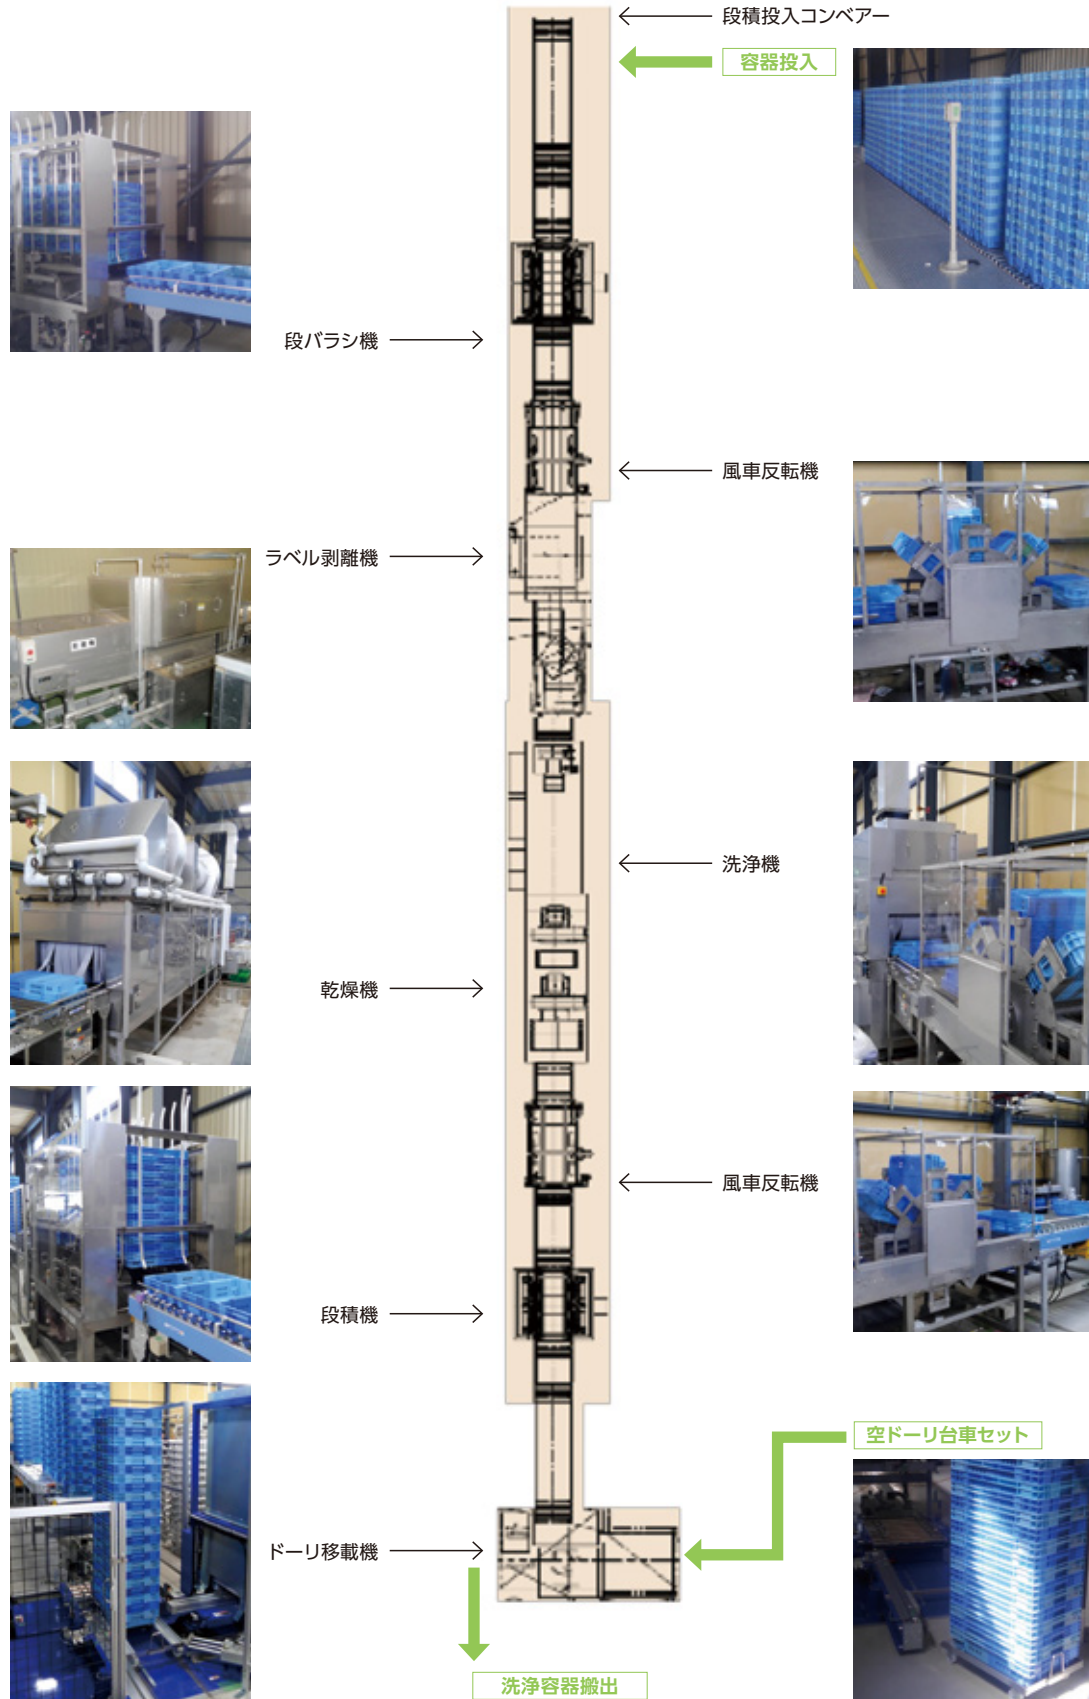 段積投入コンベアー
容器投入
段バラシ機
風車反転機
ラベル剥離機
洗浄機
乾燥機
風車反転機
段積機
空ドーリ台車セット
ドーリ移載機
洗浄容器搬出